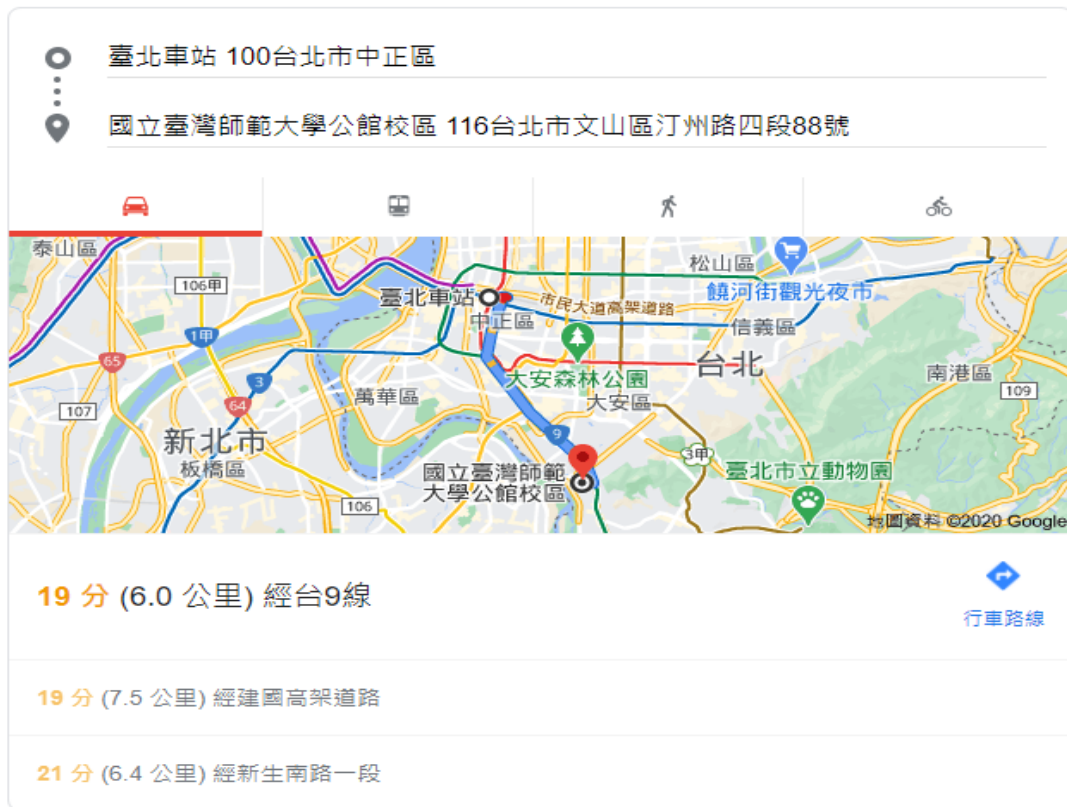 臺北車站 100台北市中正區
國立臺灣師範大學公館校區 116台北市文山區汀州路四段88號
泰山區
松山區
106甲
臺北車站
市民大道高架道路
饒河街觀光夜市
中正區
信義區
1甲
65
台北
3
大安森林公園
南港區
109
萬華區
大安區
107
64
新北市
9
板橋區
3甲
國立臺灣師範
大學公館校區
臺北市立動物園
106
地圖資料 ©2020 Google
19 分 (6.0 公里) 經台9線
行車路線
19 分 (7.5 公里) 經建國高架道路
21 分 (6.4 公里) 經新生南路一段